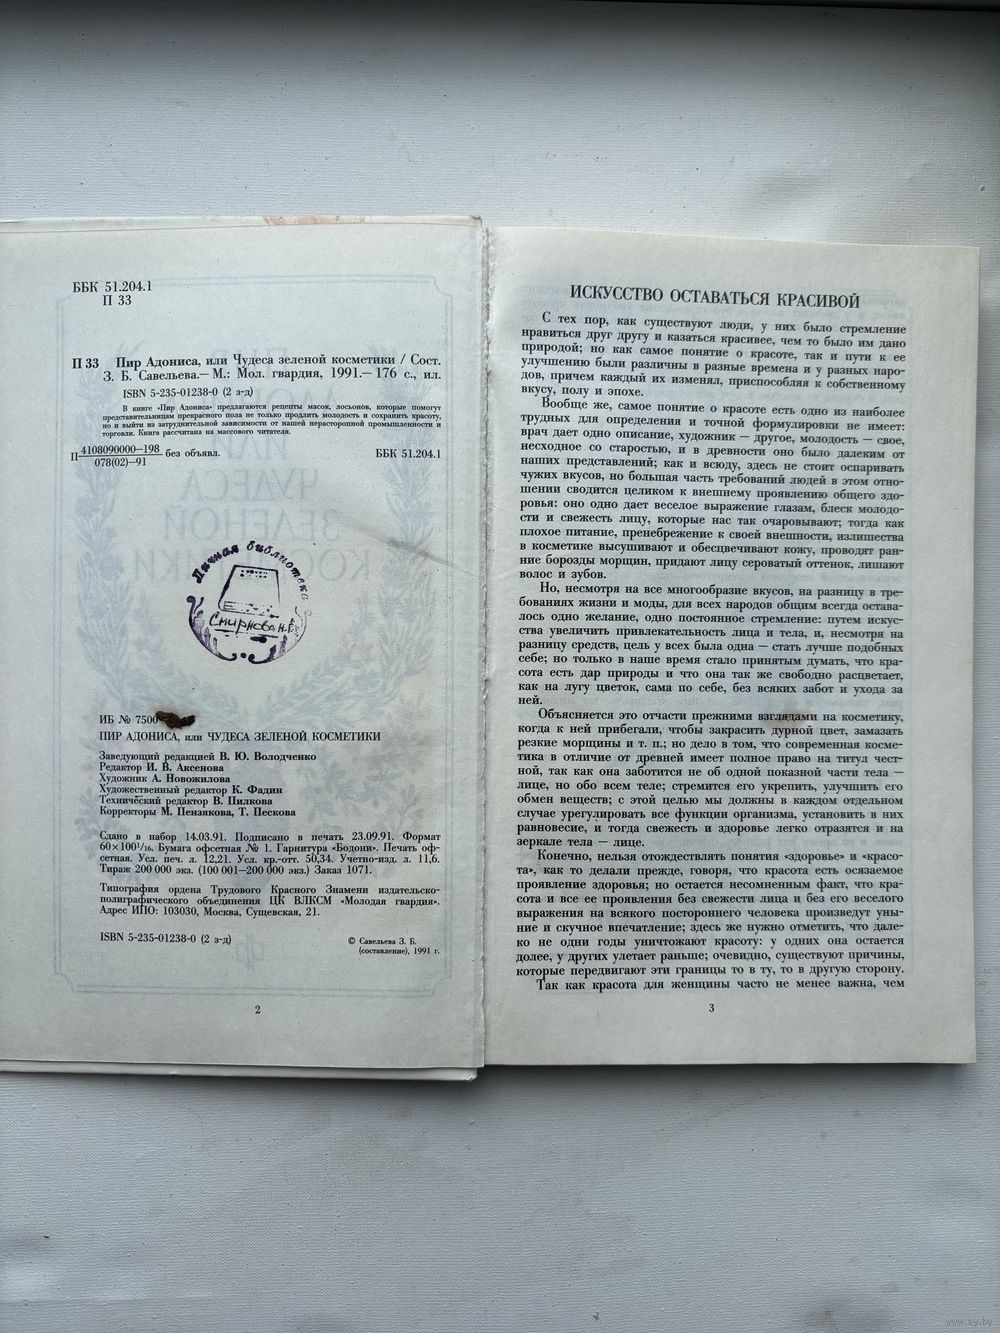 ББК 51.204.1
П 33
П 33 Пир Адониса, или Чудеса зеленой косметики / Сост.
З. Б. Савельева.— М.: Мол. гвардия, 1991.— 176 с., ил.
ISBN 5-235-01238-0 (2 з-д)
В книге «Пир Адониса» предлагаются рецепты масок, лосьонов, которые помогут
представительницам прекрасного пола не только продлить молодость и сохранить красоту,
но и выйти из затруднительной зависимости от нашей нерасторопной промышленности и
торговли. Книга рассчитана на массового читателя.
П 4108090000—198 без объявл. ББК 51.204.1
078(02)—91
Личная библиотека
Смирнова Н.
ИБ № 7500
ПИР АДОНИСА, или ЧУДЕСА ЗЕЛЕНОЙ КОСМЕТИКИ
Заведующий редакцией В. Ю. Володченко
Редактор И. В. Аксенова
Художник А. Новожилова
Художественный редактор К. Фадин
Технический редактор В. Пилкова
Корректоры М. Пензякова, Т. Пескова
Сдано в набор 14.03.91. Подписано в печать 23.09.91. Формат
60×100¹/₁₆. Бумага офсетная № 1. Гарнитура «Бодони». Печать оф-
сетная. Усл. печ. л. 12,21. Усл. кр.-отт. 50,34. Учетно-изд. л. 11,6.
Тираж 200 000 экз. (100 001—200 000 экз.) Заказ 1071.
Типография ордена Трудового Красного Знамени издательско-
полиграфического объединения ЦК ВЛКСМ «Молодая гвардия».
Адрес ИПО: 103030, Москва, Сущевская, 21.
ISBN 5-235-01238-0 (2 з-д)
© Савельева З. Б.
(составление), 1991 г.
2
ИСКУССТВО ОСТАВАТЬСЯ КРАСИВОЙ
С тех пор, как существуют люди, у них было стремление
нравиться друг другу и казаться красивее, чем то было им дано
природой; но как самое понятие о красоте, так и пути к ее
улучшению были различны в разные времена и у разных наро-
дов, причем каждый их изменял, приспособляя к собственному
вкусу, полу и эпохе.
Вообще же, самое понятие о красоте есть одно из наиболее
трудных для определения и точной формулировки не имеет:
врач дает одно описание, художник — другое, молодость — свое,
несходное со старостью, и в древности оно было далеким от
наших представлений; как и всюду, здесь не стоит оспаривать
чужих вкусов, но большая часть требований людей в этом отно-
шении сводится целиком к внешнему проявлению общего здо-
ровья: оно одно дает веселое выражение глазам, блеск молодо-
сти и свежесть лицу, которые нас так очаровывают; тогда как
плохое питание, пренебрежение к своей внешности, излишества
в косметике высушивают и обесцвечивают кожу, проводят ран-
ние борозды морщин, придают лицу сероватый оттенок, лишают
волос и зубов.
Но, несмотря на все многообразие вкусов, на разницу в тре-
бованиях жизни и моды, для всех народов общим всегда остава-
лось одно желание, одно постоянное стремление: путем искус-
ства увеличить привлекательность лица и тела, и, несмотря на
разницу средств, цель у всех была одна — стать лучше подобных
себе; но только в наше время стало принятым думать, что кра-
сота есть дар природы и что она так же свободно расцветает,
как на лугу цветок, сама по себе, без всяких забот и ухода за
ней.
Объясняется это отчасти прежними взглядами на косметику,
когда к ней прибегали, чтобы закрасить дурной цвет, замазать
резкие морщины и т. п.; но дело в том, что современная косме-
тика в отличие от древней имеет полное право на титул чест-
ной, так как она заботится не об одной показной части тела —
лице, но обо всем теле; стремится его укрепить, улучшить его
обмен веществ; с этой целью мы должны в каждом отдельном
случае урегулировать все функции организма, установить в них
равновесие, и тогда свежесть и здоровье легко отразятся и на
зеркале тела — лице.
Конечно, нельзя отождествлять понятия «здоровье» и «красо-
та», как то делали прежде, говоря, что красота есть осязаемое
проявление здоровья; но остается несомненным факт, что кра-
сота и все ее проявления без свежести лица и без его веселого
выражения на всякого постороннего человека произведут уны-
ние и скучное впечатление; здесь же нужно отметить, что дале-
ко не одни годы уничтожают красоту: у одних она остается
долее, у других улетает раньше; очевидно, существуют причины,
которые передвигают эти границы то в ту, то в другую сторону.
Так как красота для женщины часто не менее важна, чем
3
www.ay.by